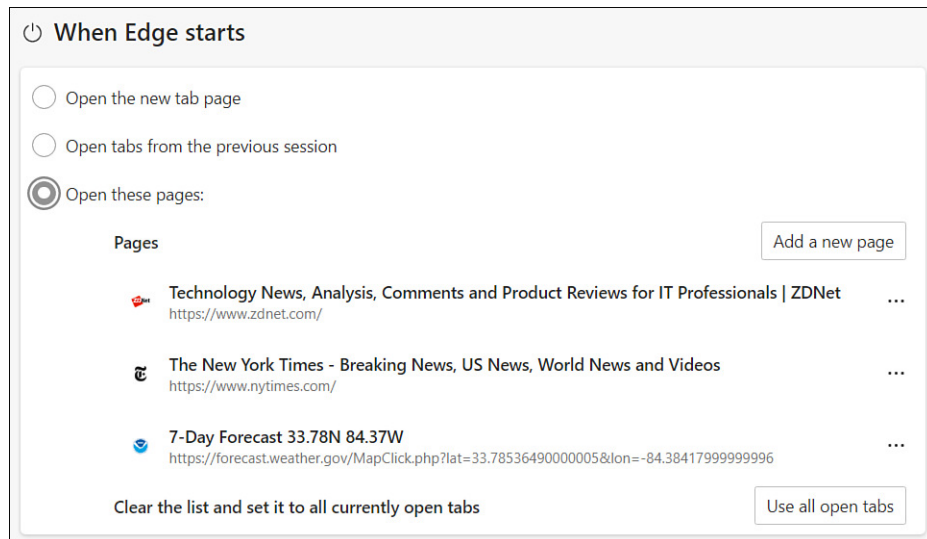 When Edge starts
Open the new tab page
Open tabs from the previous session
Open these pages:
Pages
Add a new page
ZDNet
Technology News, Analysis, Comments and Product Reviews for IT Professionals | ZDNet
https://www.zdnet.com/
The New York Times - Breaking News, US News, World News and Videos
https://www.nytimes.com/
7-Day Forecast 33.78N 84.37W
https://forecast.weather.gov/MapClick.php?lat=33.78536490000005&lon=-84.38417999999996
Clear the list and set it to all currently open tabs
Use all open tabs